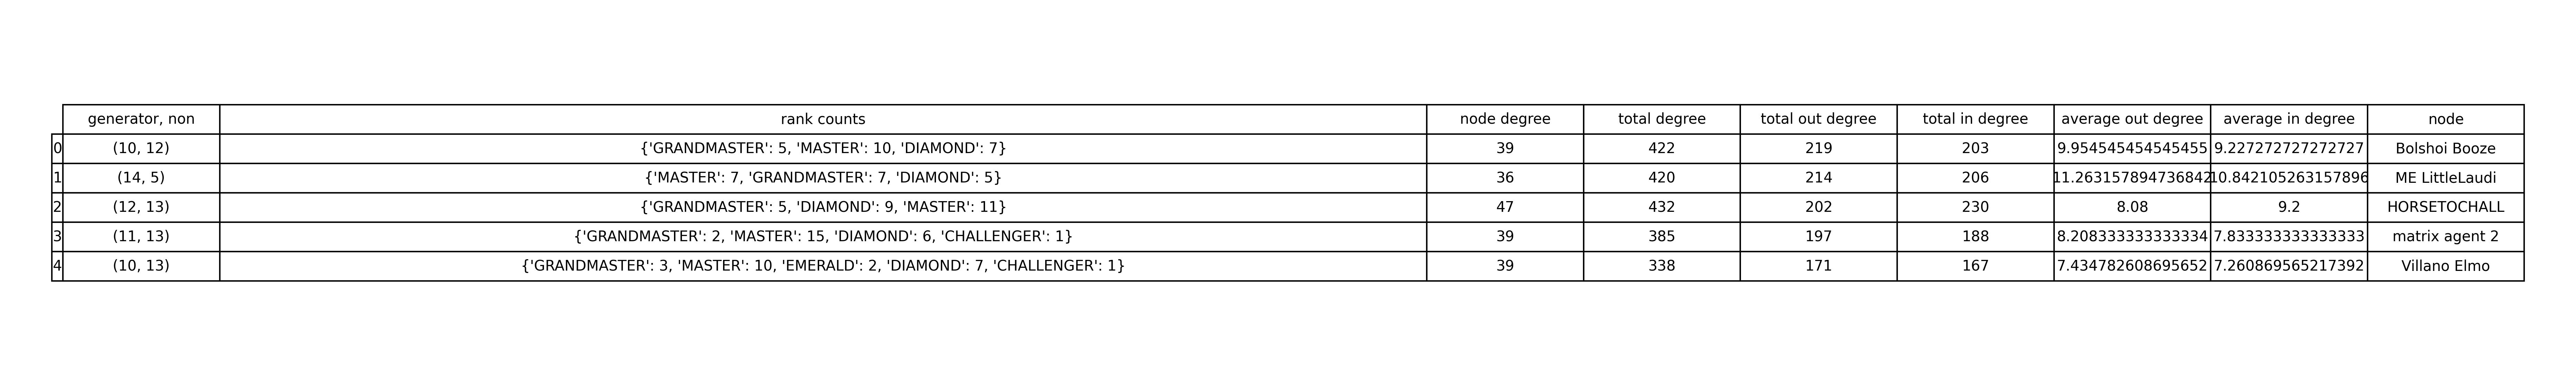 generator, non rank counts node degree total degree total out degree total in degree average out degree average in degree node
0 (10, 12) {'GRANDMASTER': 5, 'MASTER': 10, 'DIAMOND': 7} 39 422 219 203 9.954545454545455 9.227272727272727 Bolshoi Booze
1 (14, 5) {'MASTER': 7, 'GRANDMASTER': 7, 'DIAMOND': 5} 36 420 214 206 11.263157894736842 10.842105263157896 ME LittleLaudi
2 (12, 13) {'GRANDMASTER': 5, 'DIAMOND': 9, 'MASTER': 11} 47 432 202 230 8.08 9.2 HORSETOCHALL
3 (11, 13) {'GRANDMASTER': 2, 'MASTER': 15, 'DIAMOND': 6, 'CHALLENGER': 1} 39 385 197 188 8.208333333333334 7.833333333333333 matrix agent 2
4 (10, 13) {'GRANDMASTER': 3, 'MASTER': 10, 'EMERALD': 2, 'DIAMOND': 7, 'CHALLENGER': 1} 39 338 171 167 7.434782608695652 7.260869565217392 Villano Elmo